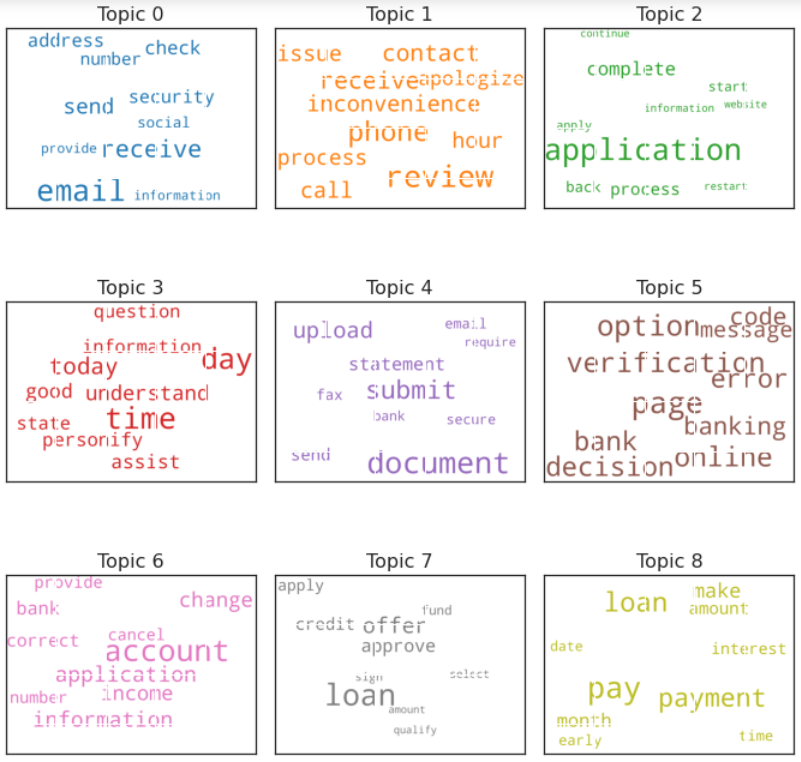 Topic 0
address
check
number
security
send
social
provide
receive
email
information
Topic 1
issue
contact
receive
apologize
inconvenience
phone
hour
process
review
call
Topic 2
continue
complete
start
information
website
apply
application
back
process
restart
Topic 3
question
information
day
today
good
understand
state
time
personify
assist
Topic 4
upload
email
require
statement
fax
submit
bank
secure
send
document
Topic 5
code
option
message
verification
error
page
banking
bank
online
decision
Topic 6
provide
bank
change
correct
cancel
account
application
number
income
information
Topic 7
apply
fund
credit
offer
approve
sign
select
loan
amount
qualify
Topic 8
loan
make
amount
date
interest
pay
payment
month
early
time